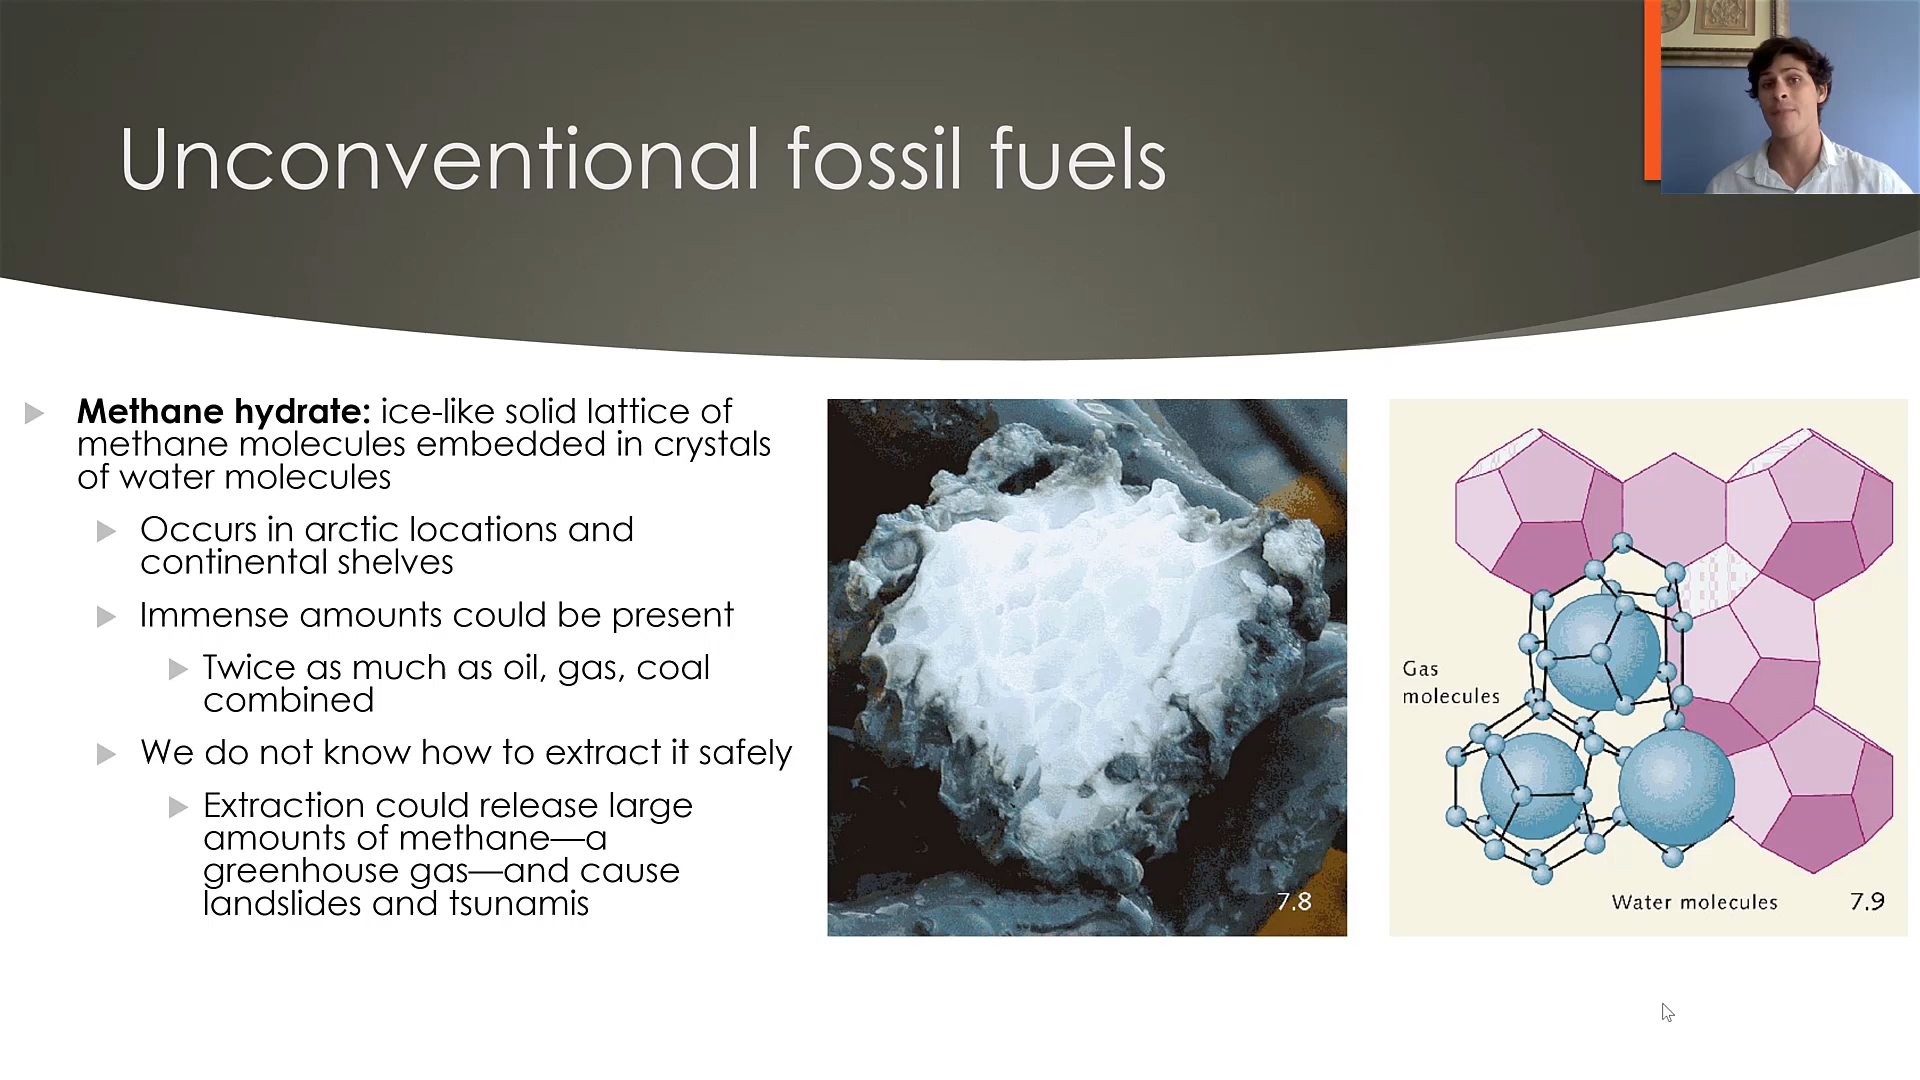 Unconventional fossil fuels
Methane hydrate: ice-like solid lattice of
methane molecules embedded in crystals
of water molecules
Occurs in arctic locations and
continental shelves
Immense amounts could be present
Twice as much as oil, gas, coal
combined
We do not know how to extract it safely
Extraction could release large
amounts of methane—a
greenhouse gas—and cause
landslides and tsunamis
7.8
Gas
molecules
Water molecules
7.9